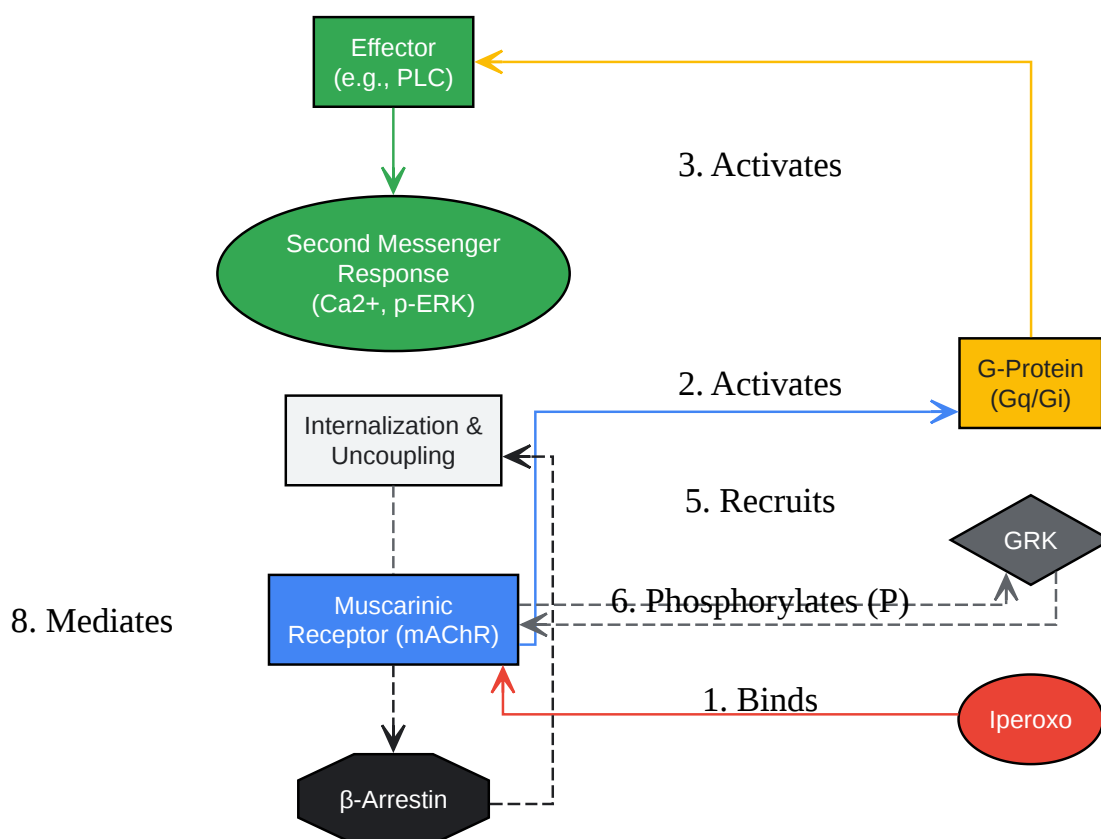 Effector
(e.g., PLC)
3. Activates
Second Messenger
Response
(Ca2+, p-ERK)
2. Activates
G-Protein
(Gq/Gi)
Internalization &
Uncoupling
5. Recruits
GRK
8. Mediates
Muscarinic
Receptor (mAChR)
6. Phosphorylates (P)
1. Binds
Iperoxo
β-Arrestin